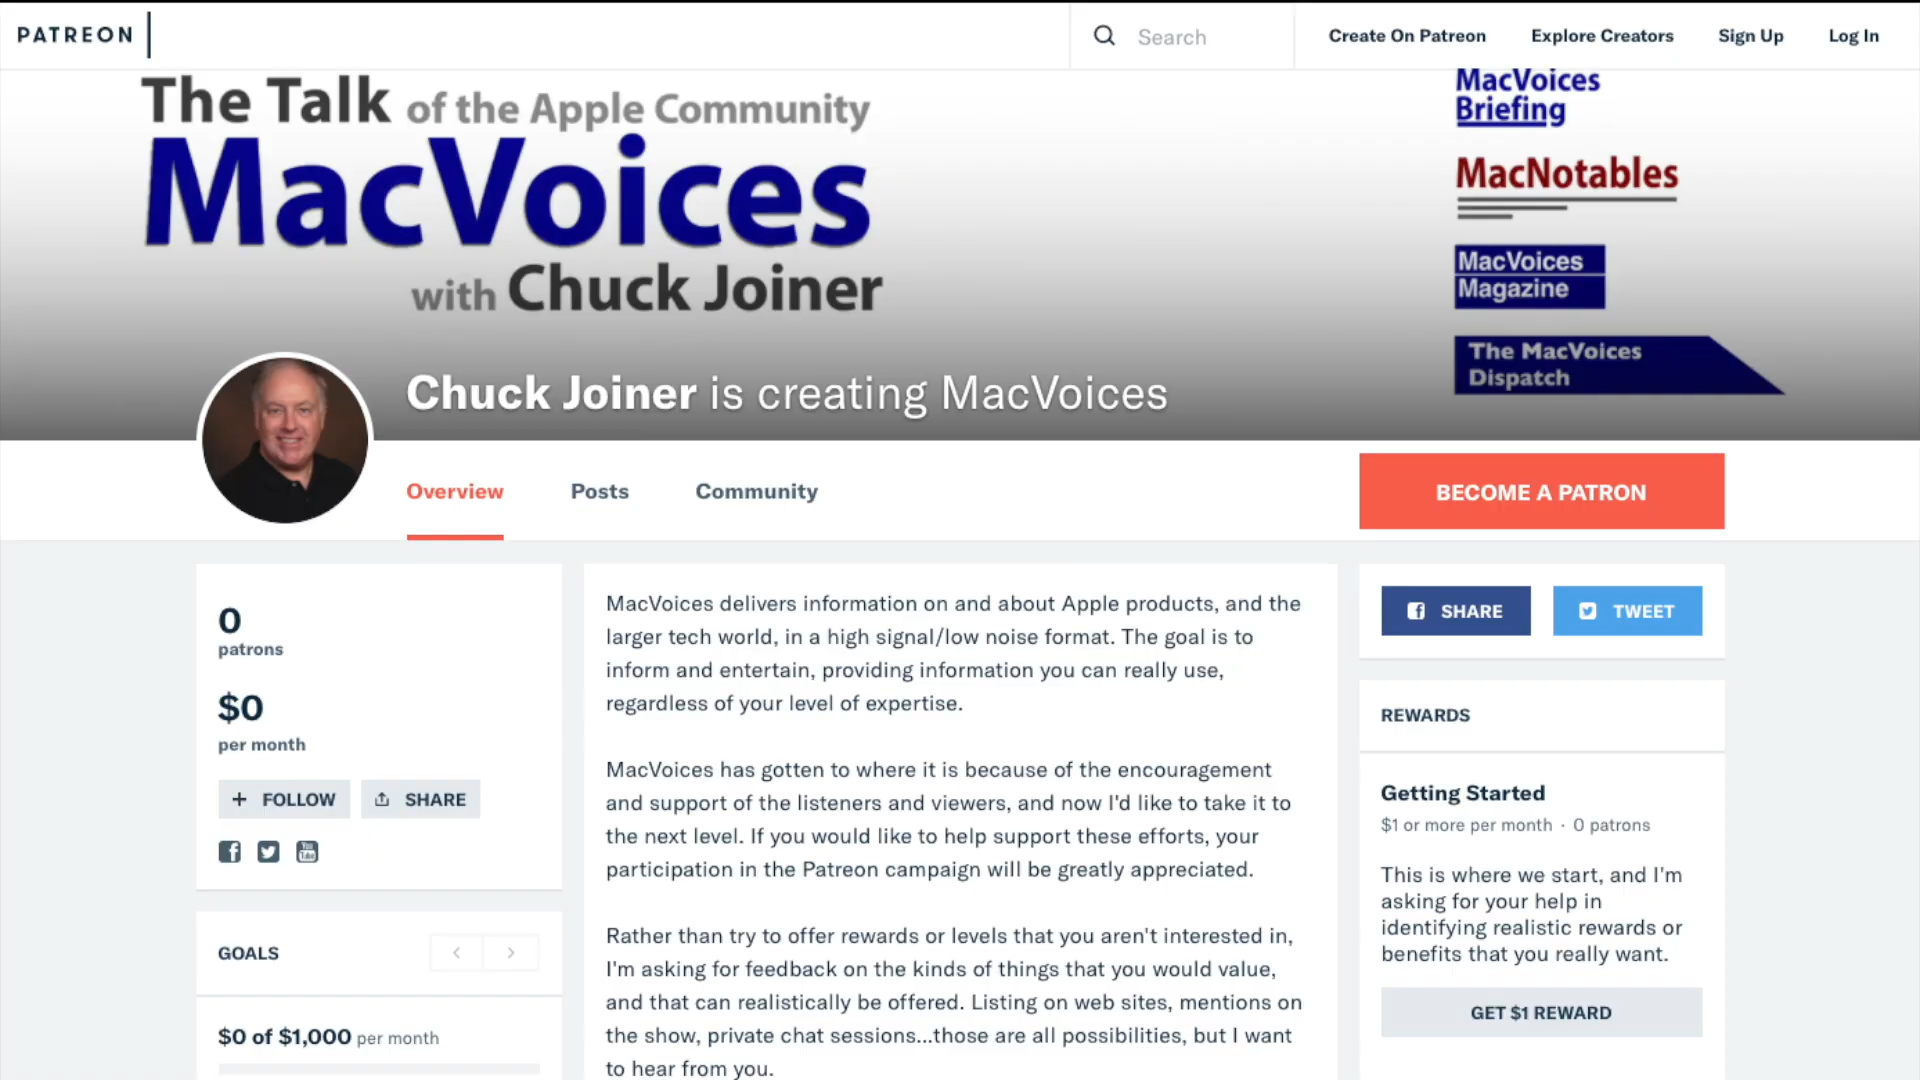 PATREON
Search
Create On Patreon
Explore Creators
Sign Up
Log In
The Talk of the Apple Community
MacVoices
with Chuck Joiner
MacVoices
Briefing
MacNotables
MacVoices
Magazine
The MacVoices
Dispatch
Chuck Joiner is creating MacVoices
Overview
Posts
Community
BECOME A PATRON
0
patrons
$0
per month
+ FOLLOW
SHARE
You
Tube
GOALS
$0 of $1,000 per month
MacVoices delivers information on and about Apple products, and the
larger tech world, in a high signal/low noise format. The goal is to
inform and entertain, providing information you can really use,
regardless of your level of expertise.
MacVoices has gotten to where it is because of the encouragement
and support of the listeners and viewers, and now I'd like to take it to
the next level. If you would like to help support these efforts, your
participation in the Patreon campaign will be greatly appreciated.
Rather than try to offer rewards or levels that you aren't interested in,
I'm asking for feedback on the kinds of things that you would value,
and that can realistically be offered. Listing on web sites, mentions on
the show, private chat sessions...those are all possibilities, but I want
to hear from you.
SHARE
TWEET
REWARDS
Getting Started
$1 or more per month · 0 patrons
This is where we start, and I'm
asking for your help in
identifying realistic rewards or
benefits that you really want.
GET $1 REWARD